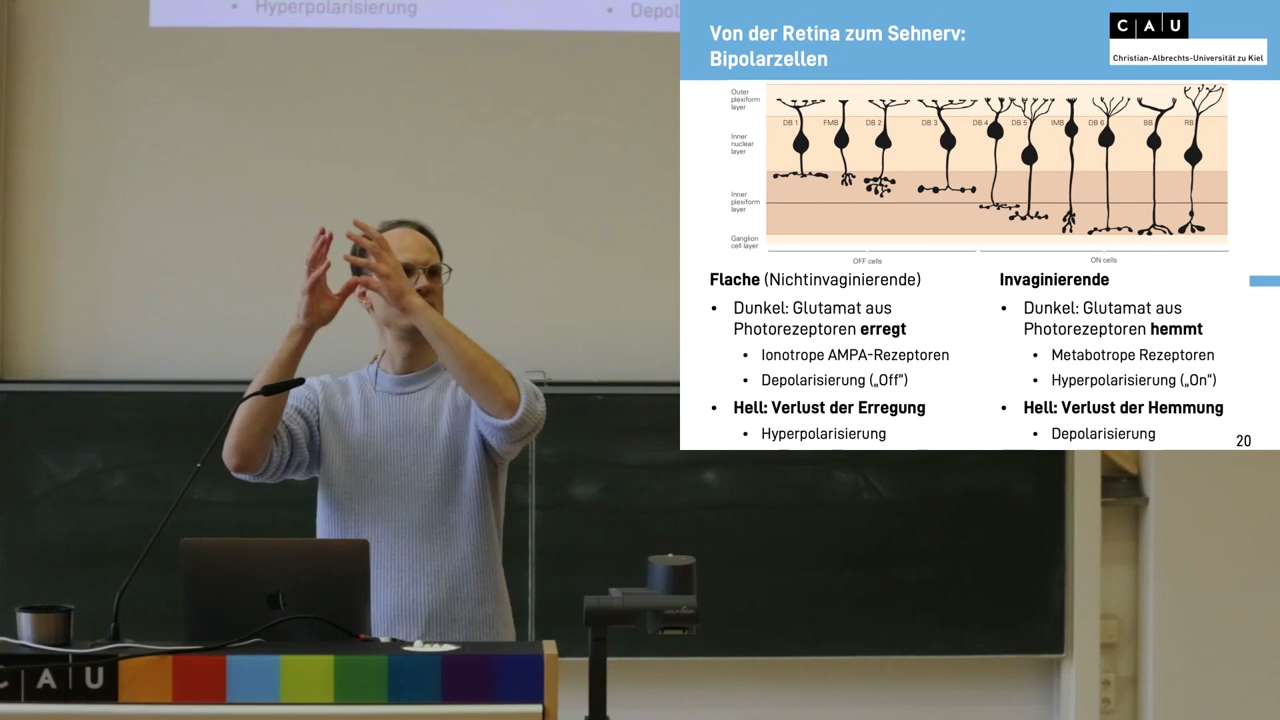 • Hyperpolarisierung
• Depol
Von der Retina zum Sehnerv:
Bipolarzellen
C A U
Christian-Albrechts-Universität zu Kiel
Outer
plexiform
layer
Inner
nuclear
layer
Inner
plexiform
layer
Ganglion
cell layer
DB 1 FMB DB 2 DB 3 DB 4 DB 5 IMB DB 6 BB RB
OFF cells
ON cells
Flache (Nichtinvaginierende)
• Dunkel: Glutamat aus
Photorezeptoren erregt
• Ionotrope AMPA-Rezeptoren
• Depolarisierung („Off“)
• Hell: Verlust der Erregung
• Hyperpolarisierung
Invaginierende
• Dunkel: Glutamat aus
Photorezeptoren hemmt
• Metabotrope Rezeptoren
• Hyperpolarisierung („On“)
• Hell: Verlust der Hemmung
• Depolarisierung
20
C A U